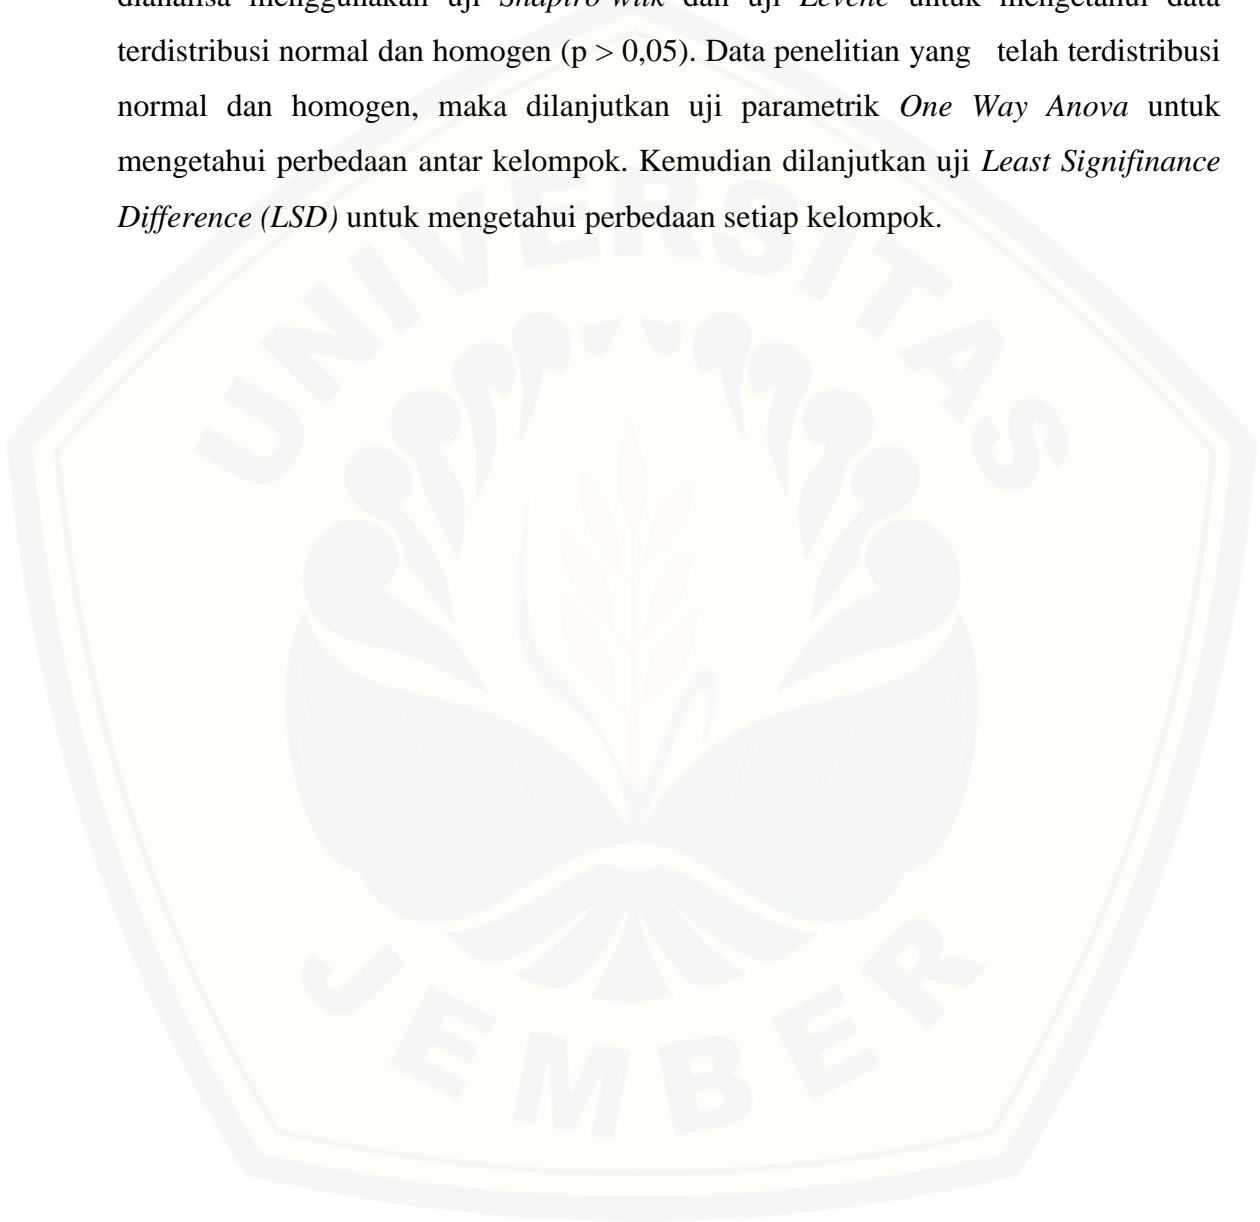 dianalisa menggunakan uji Shapiro-wilk dan uji Levene untuk mengetahui data
terdistribusi normal dan homogen (p > 0,05). Data penelitian yang telah terdistribusi
normal dan homogen, maka dilanjutkan uji parametrik One Way Anova untuk
mengetahui perbedaan antar kelompok. Kemudian dilanjutkan uji Least Signifinance
Difference (LSD) untuk mengetahui perbedaan setiap kelompok.
UNIVERSITAS
JEMBER